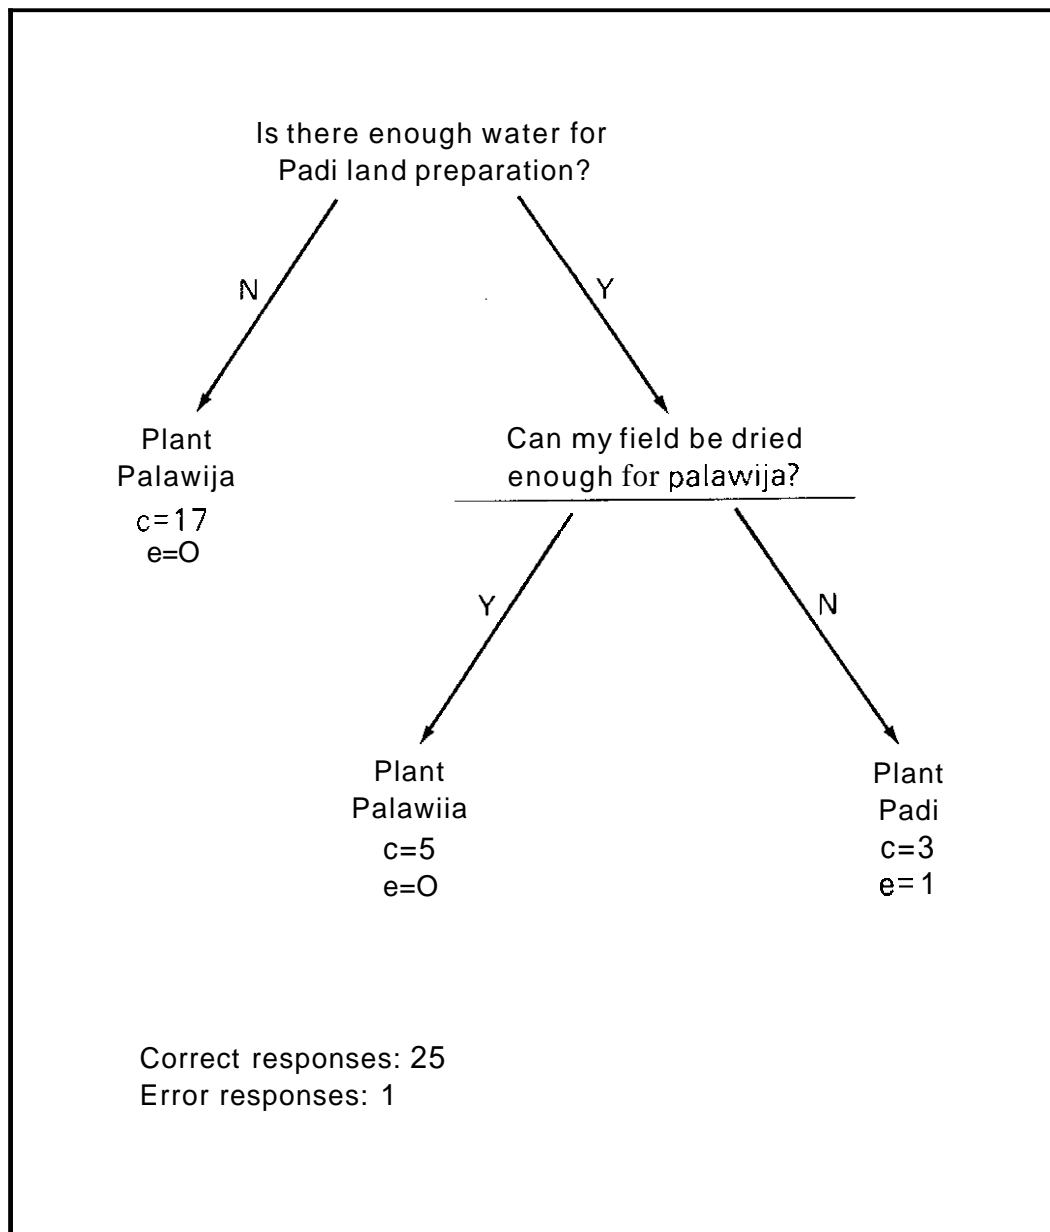 Is there enough water for
Padi land preparation?
N
Y
Plant
Palawija
c=17
e=O
Can my field be dried
enough for palawija?
Y
N
Plant
Palawiia
c=5
e=O
Plant
Padi
c=3
e=1
Correct responses: 25
Error responses: 1